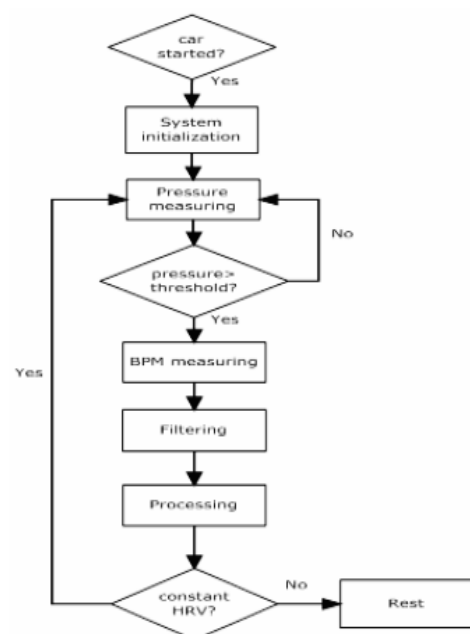 car
started?
Yes
System
initialization
Pressure
measuring
No
pressure>
threshold?
Yes
BPM measuring
Yes
Filtering
Processing
constant
HRV?
No
Rest